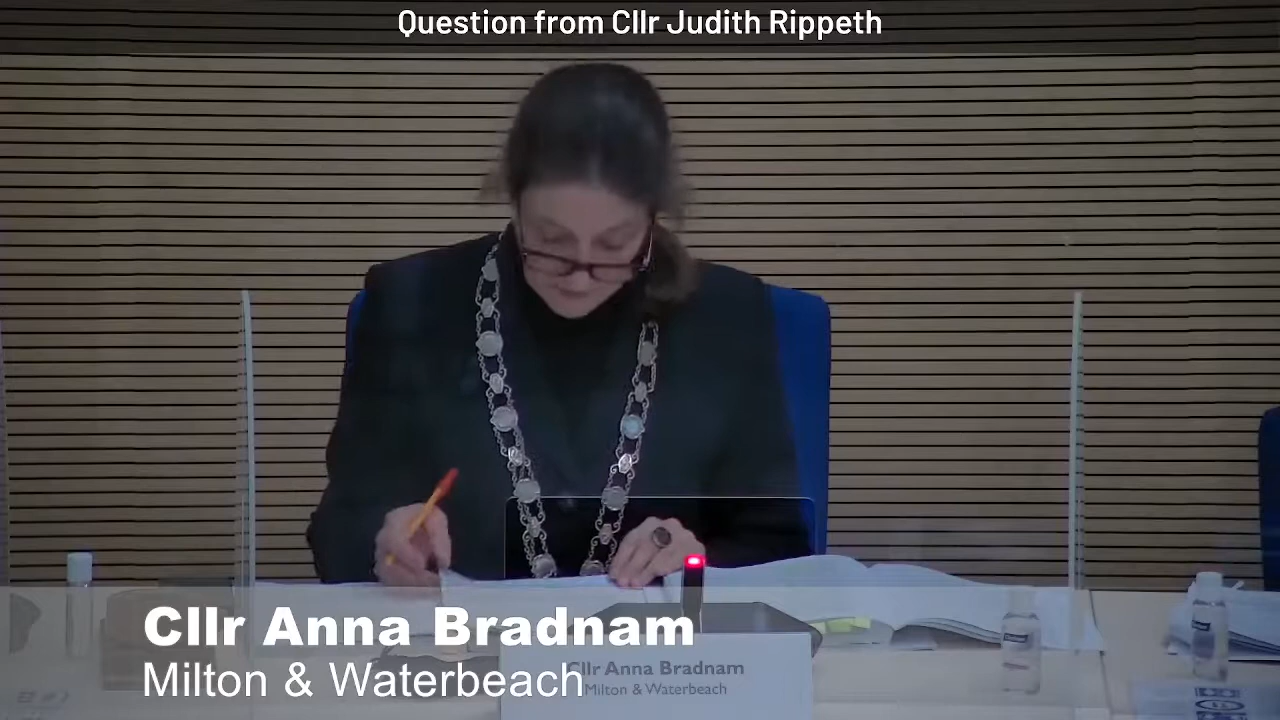 Question from Cllr Judith Rippeth
Cllr Anna Bradnam
Milton & Waterbeach
Cllr Anna Bradnam
Milton & Waterbeach